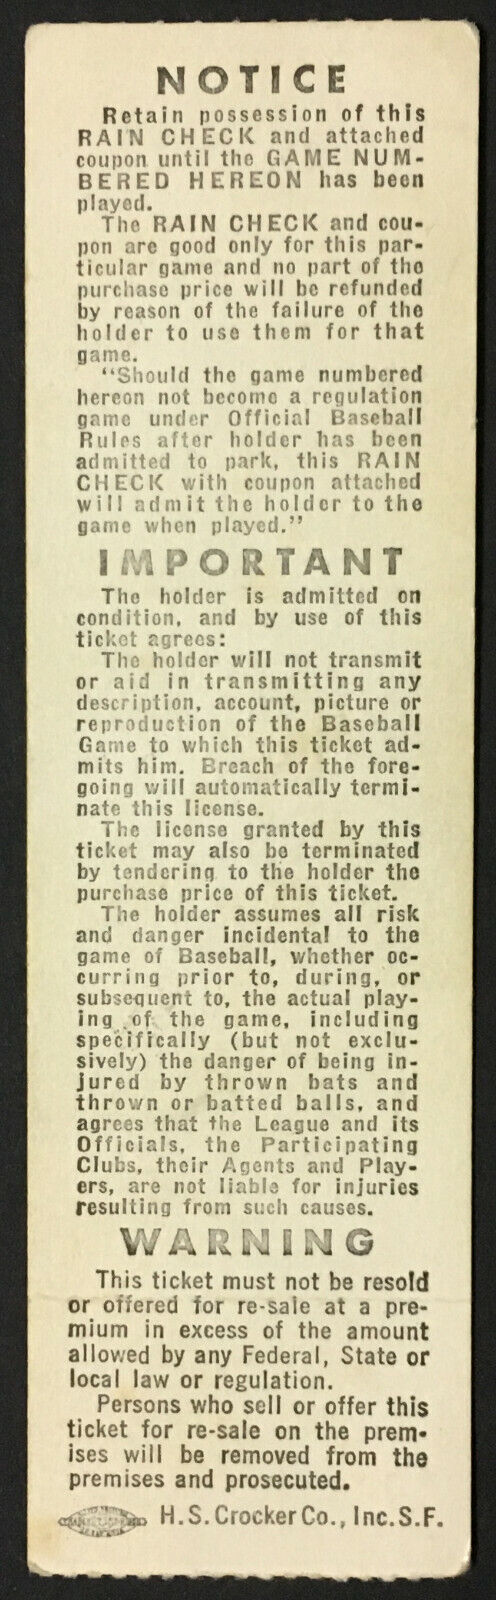 NOTICE
Retain possession of this
RAIN CHECK and attached
coupon until the GAME NUM-
BERED HEREON has been
played.
The RAIN CHECK and cou-
pon are good only for this par-
ticular game and no part of the
purchase price will be refunded
by reason of the failure of the
holder to use them for that
game.
"Should the game numbered
hereon not become a regulation
game under Official Baseball
Rules after holder has been
admitted to park, this RAIN
CHECK with coupon attached
will admit the holder to the
game when played."
IMPORTANT
The holder is admitted on
condition, and by use of this
ticket agrees:
The holder will not transmit
or aid in transmitting any
description, account, picture or
reproduction of the Baseball
Game to which this ticket ad-
mits him. Breach of the fore-
going will automatically termi-
nate this license.
The license granted by this
ticket may also be terminated
by tendering to the holder the
purchase price of this ticket.
The holder assumes all risk
and danger incidental to the
game of Baseball, whether oc-
curring prior to, during, or
subsequent to, the actual play-
ing of the game, including
specifically (but not exclu-
sively) the danger of being in-
jured by thrown bats and
thrown or batted balls, and
agrees that the League and its
Officials, the Participating
Clubs, their Agents and Play-
ers, are not liable for injuries
resulting from such causes.
WARNING
This ticket must not be resold
or offered for re-sale at a pre-
mium in excess of the amount
allowed by any Federal, State or
local law or regulation.
Persons who sell or offer this
ticket for re-sale on the prem-
ises will be removed from the
premises and prosecuted.
H.S. Crocker Co., Inc. S.F.